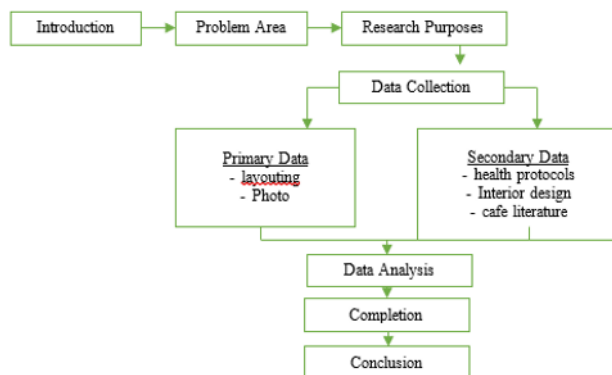 Introduction
Problem Area
Research Purposes
Data Collection
Primary Data
- layouting
- Photo
Secondary Data
- health protocols
- Interior design
- cafe literature
Data Analysis
Completion
Conclusion